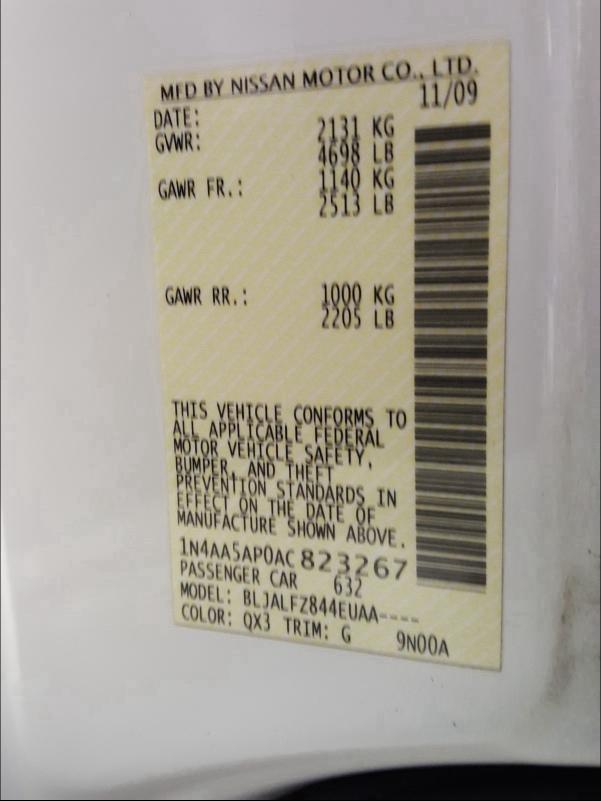 MFD BY NISSAN MOTOR CO., LTD.
DATE: 11/09
GVWR: 2131 KG
4698 LB
GAWR FR.: 1140 KG
2513 LB
GAWR RR.: 1000 KG
2205 LB
THIS VEHICLE CONFORMS TO
ALL APPLICABLE FEDERAL
MOTOR VEHICLE SAFETY,
BUMPER, AND THEFT
PREVENTION STANDARDS IN
EFFECT ON THE DATE OF
MANUFACTURE SHOWN ABOVE.
1N4AA5AP0AC823267
PASSENGER CAR 632
MODEL: BLJALFZ844EUAA----
COLOR: QX3 TRIM: G 9N00A